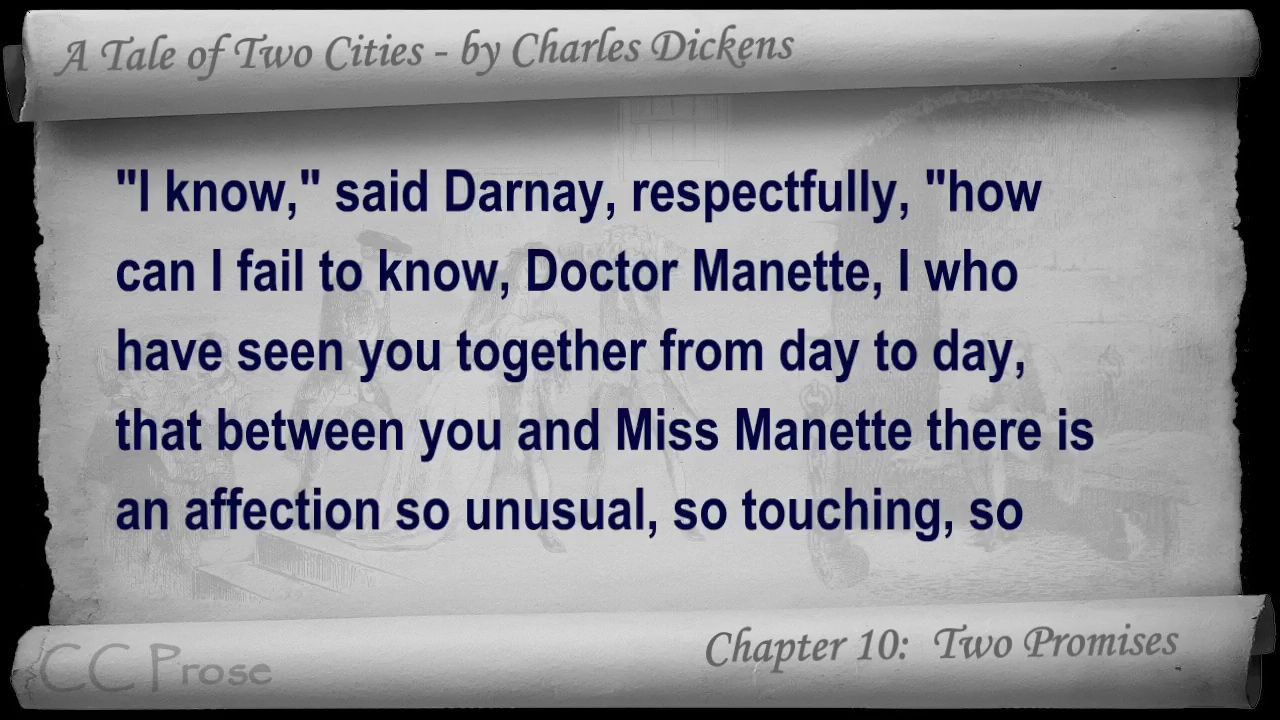 A Tale of Two Cities - by Charles Dickens
"I know," said Darnay, respectfully, "how
can I fail to know, Doctor Manette, I who
have seen you together from day to day,
that between you and Miss Manette there is
an affection so unusual, so touching, so
Chapter 10: Two Promises
CC Prose